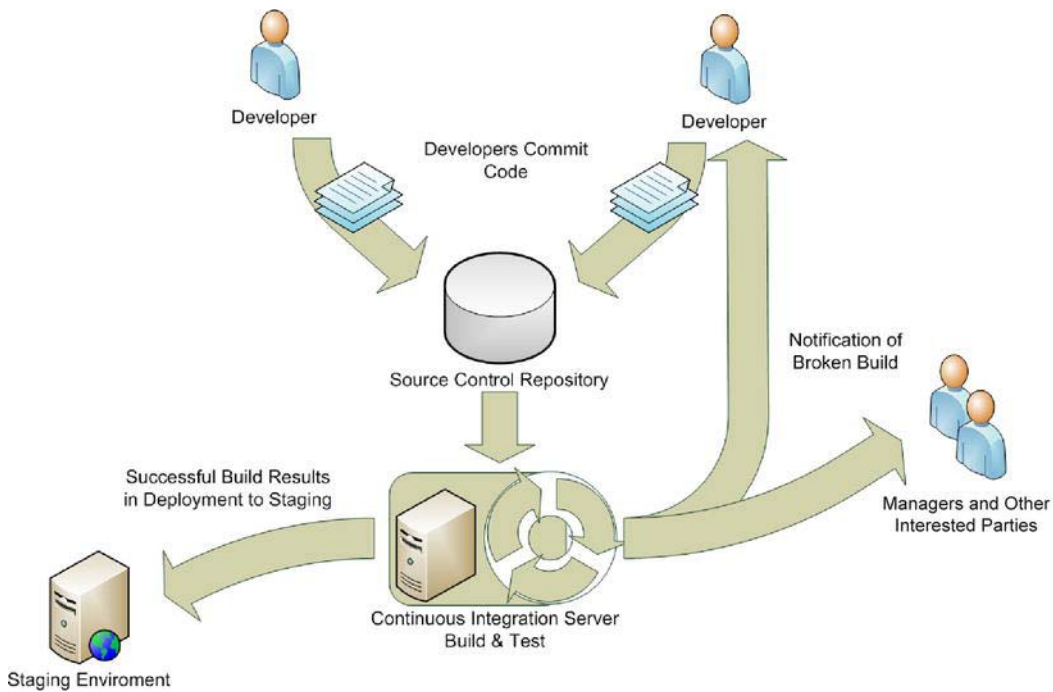 Developer
Developer
Developers Commit
Code
Source Control Repository
Notification of
Broken Build
Successful Build Results
in Deployment to Staging
Managers and Other
Interested Parties
Continuous Integration Server
Build & Test
Staging Enviroment